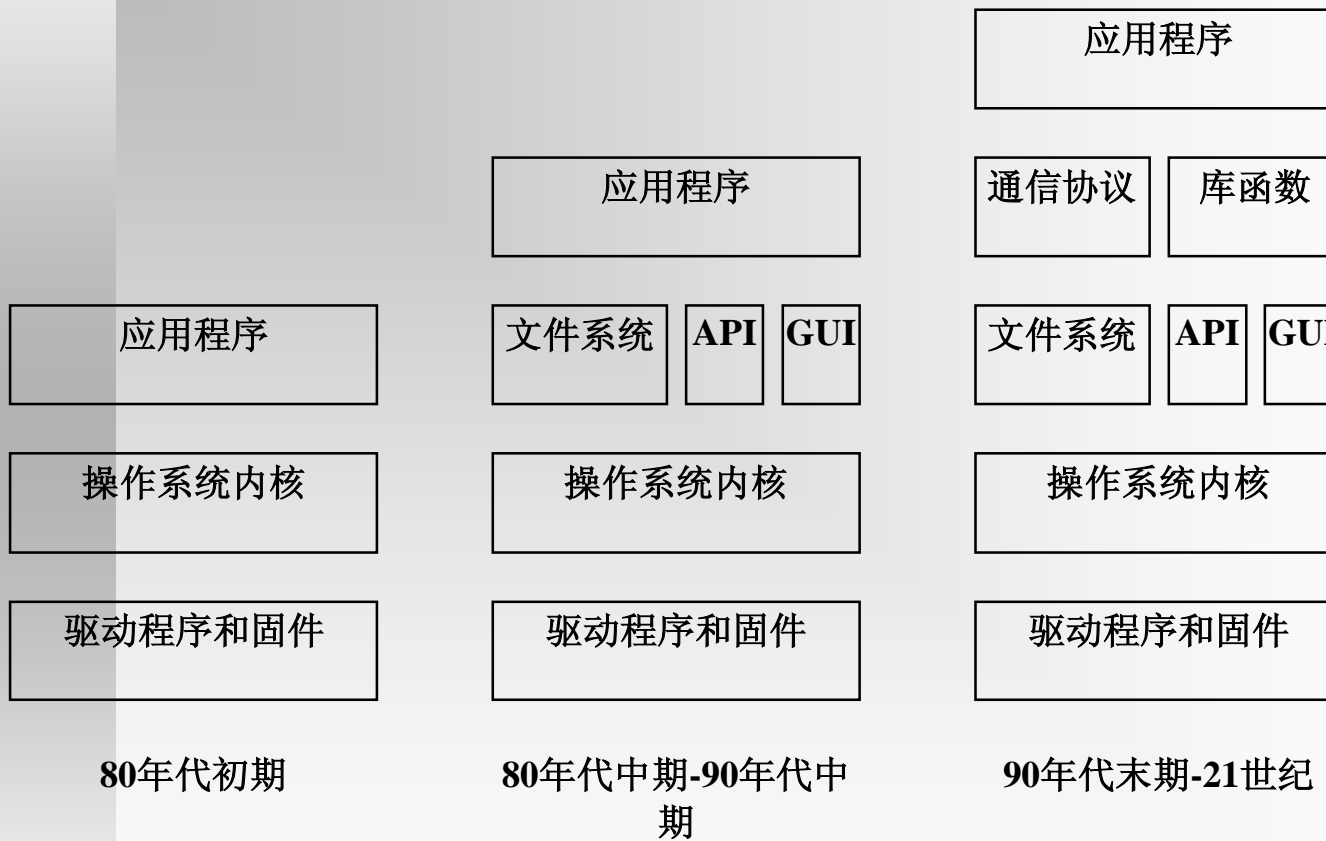 应用程序
应用程序
通信协议 库函数
应用程序
文件系统 API GUI
文件系统 API GUI
操作系统内核
操作系统内核
操作系统内核
驱动程序和固件
驱动程序和固件
驱动程序和固件
80年代初期
80年代中期-90年代中
期
90年代末期-21世纪